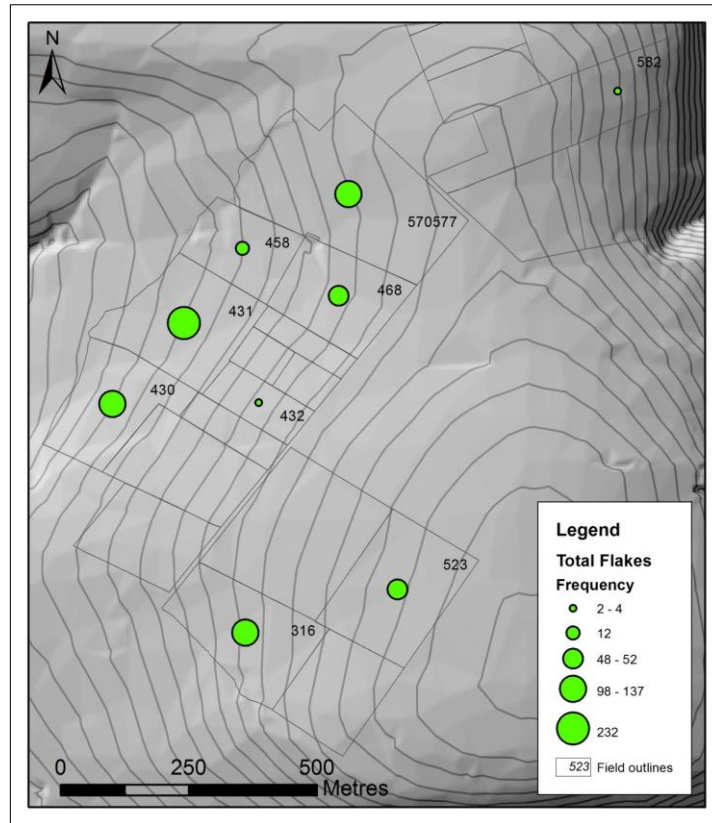 N
582
570577
458
468
431
430
432
523
316
Legend
Total Flakes
Frequency
2 - 4
12
48 - 52
98 - 137
232
523 Field outlines
0 250 500
Metres